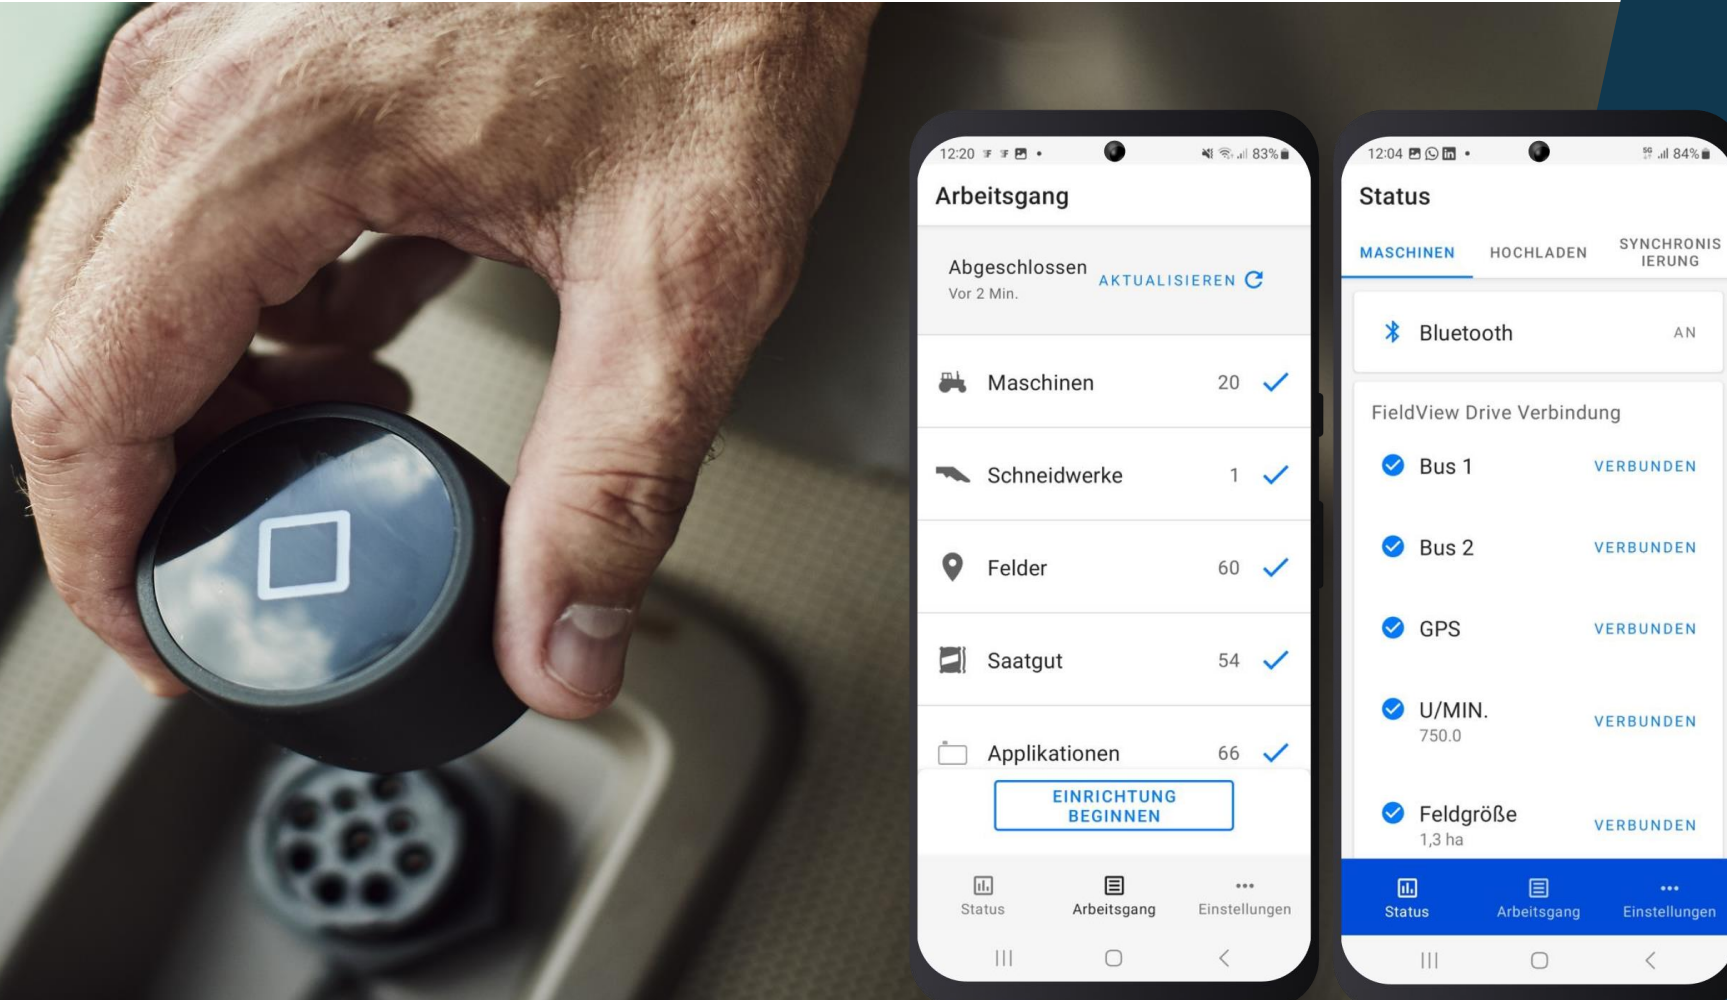 12:20
83%
Arbeitsgang
Abgeschlossen
Vor 2 Min.
AKTUALISIEREN
Maschinen 20
Schneidwerke 1
Felder 60
Saatgut 54
Applikationen 66
EINRICHTUNG
BEGINNEN
Status Arbeitsgang Einstellungen
12:04
5G 84%
Status
MASCHINEN HOCHLADEN SYNCHRONIS
IERUNG
Bluetooth AN
FieldView Drive Verbindung
Bus 1 VERBUNDEN
Bus 2 VERBUNDEN
GPS VERBUNDEN
U/MIN. VERBUNDEN
750.0
Feldgröße VERBUNDEN
1,3 ha
Status Arbeitsgang Einstellungen